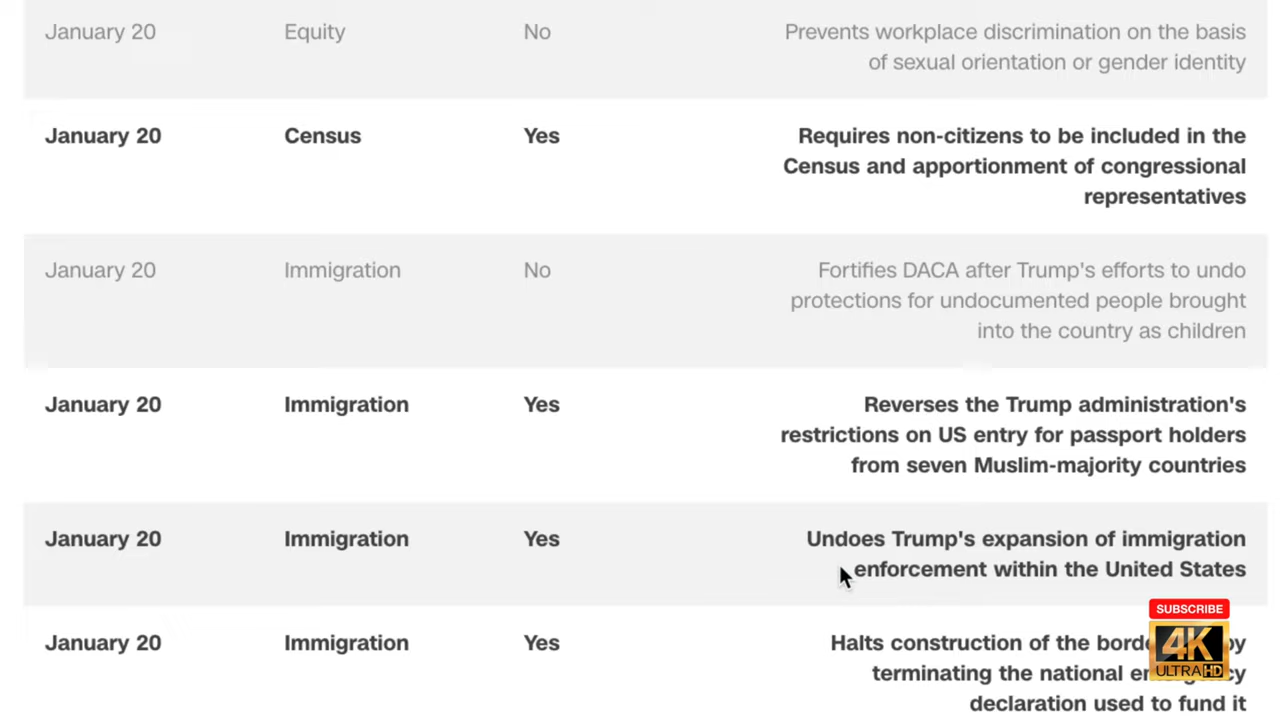 January 20 Equity No Prevents workplace discrimination on the basis
of sexual orientation or gender identity
January 20 Census Yes Requires non-citizens to be included in the
Census and apportionment of congressional
representatives
January 20 Immigration No Fortifies DACA after Trump's efforts to undo
protections for undocumented people brought
into the country as children
January 20 Immigration Yes Reverses the Trump administration's
restrictions on US entry for passport holders
from seven Muslim-majority countries
January 20 Immigration Yes Undoes Trump's expansion of immigration
enforcement within the United States
January 20 Immigration Yes Halts construction of the by
terminating the national
declaration used to fund it
SUBSCRIBE
4K
ULTRA HD